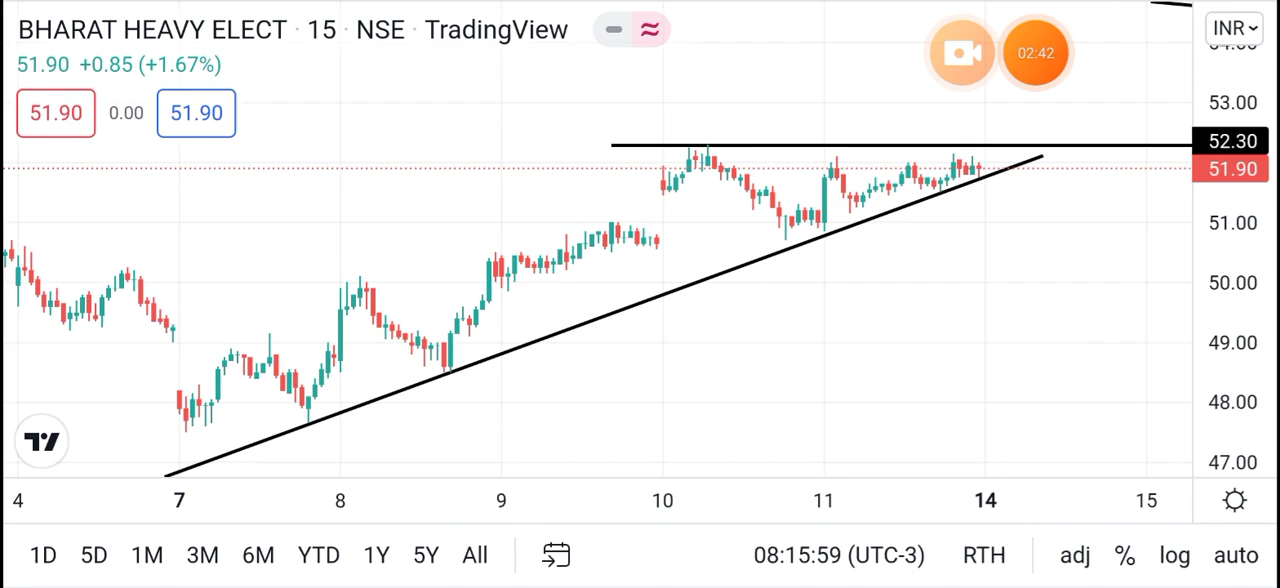 BHARAT HEAVY ELECT · 15 · NSE · TradingView
INR
51.90 +0.85 (+1.67%)
02:42
51.90 0.00 51.90
53.00
52.30
51.90
51.00
50.00
49.00
48.00
47.00
4 7 8 9 10 11 14 15
1D 5D 1M 3M 6M YTD 1Y 5Y All 08:15:59 (UTC-3) RTH adj % log auto